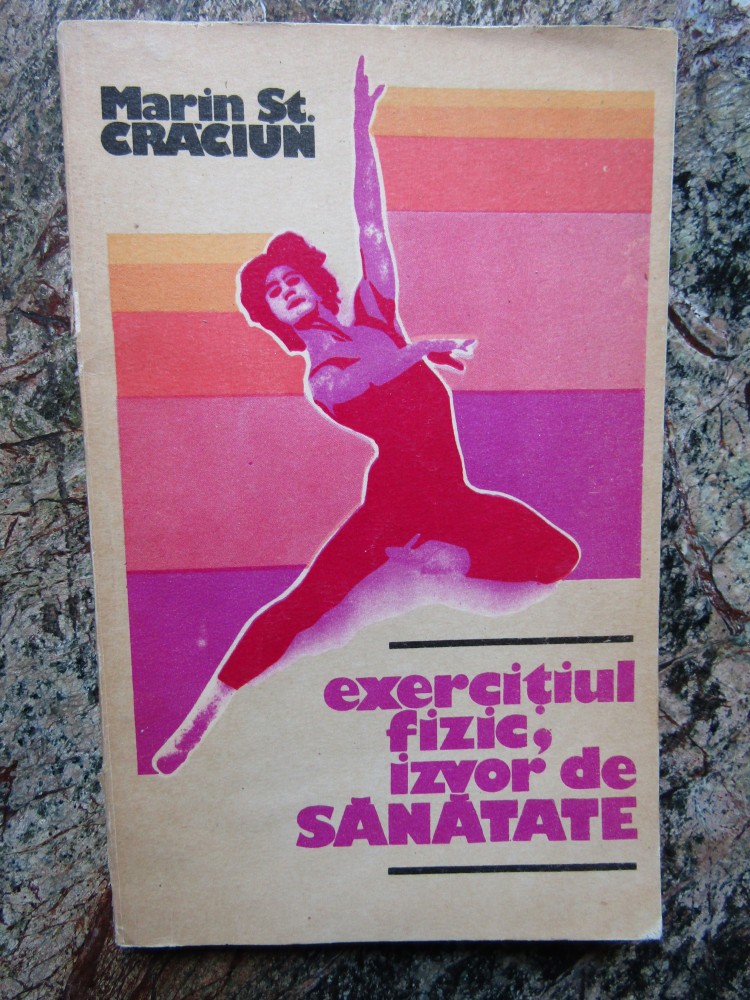 Marin St.
CRĂCIUN
exercițiul
fizic,
izvor de
SĂNĂTATE